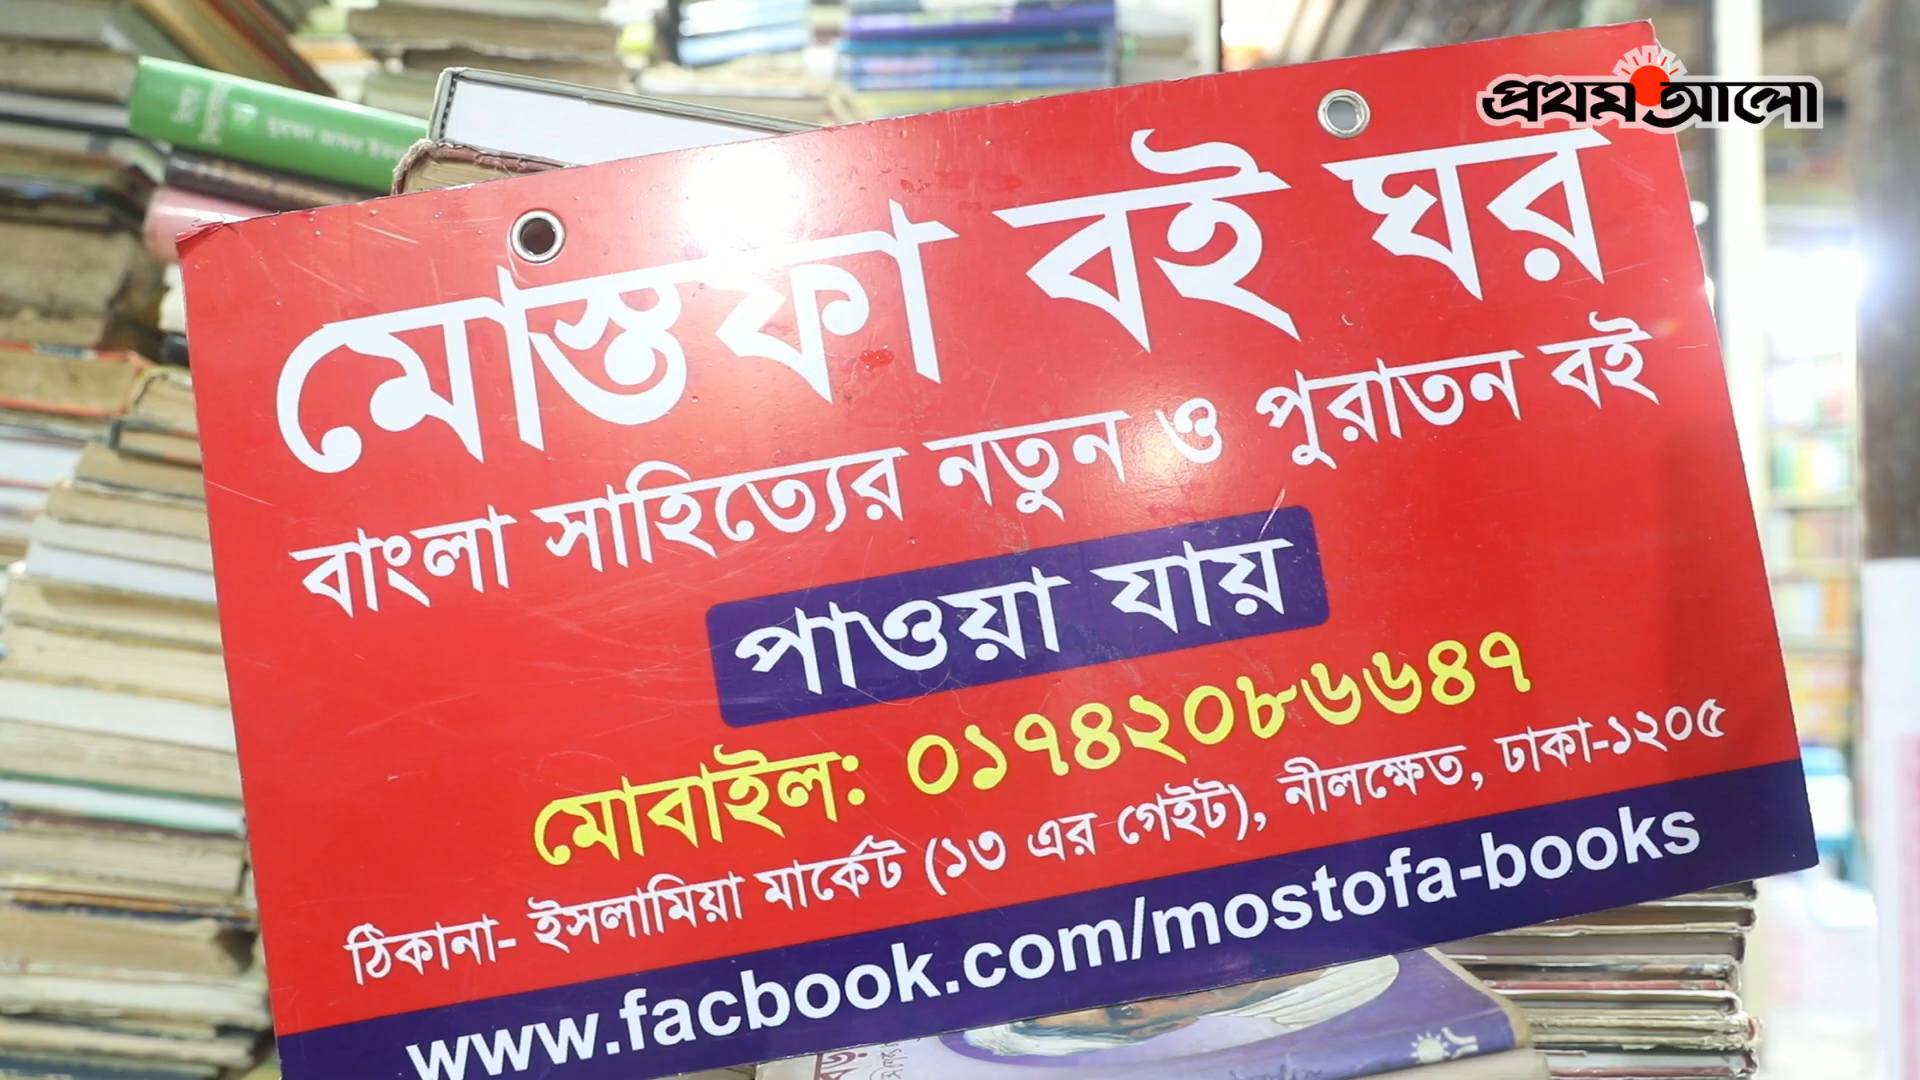 প্রথম আলো
মোস্তফা বই ঘর
বাংলা সাহিত্যের নতুন ও পুরাতন বই
পাওয়া যায়
মোবাইল: ০১৭৪২০৮৬৬৪৭
ঠিকানা- ইসলামিয়া মার্কেট (১৩ এর গেইট), নীলক্ষেত, ঢাকা-১২০৫
www.facbook.com/mostofa-books